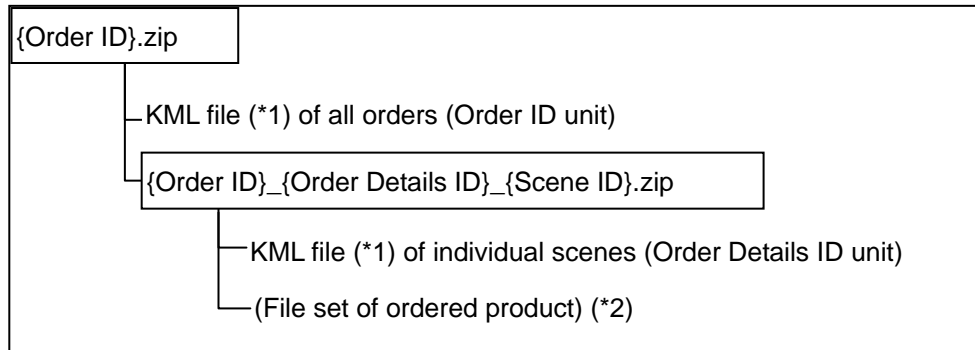 {Order ID}.zip
KML file (*1) of all orders (Order ID unit)
{Order ID}_{Order Details ID}_{Scene ID}.zip
KML file (*1) of individual scenes (Order Details ID unit)
(File set of ordered product) (*2)